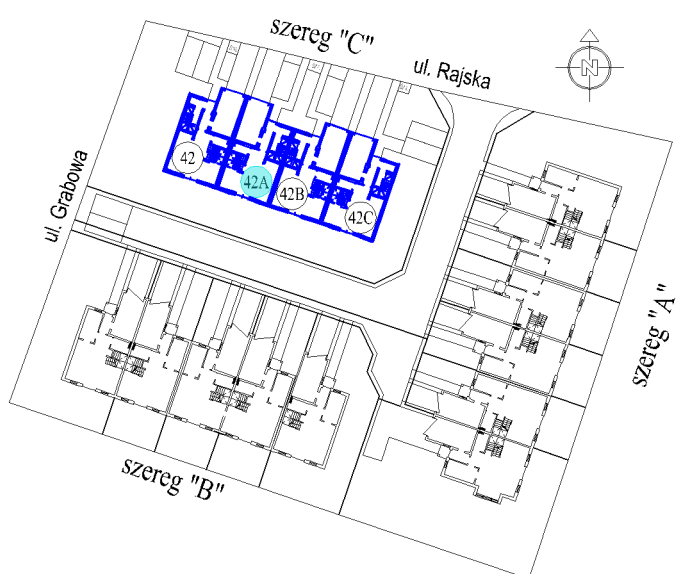 szereg "C"
ul. Rajska
N
42
42A
42B
42C
ul. Grabowa
szereg "A"
szereg "B"